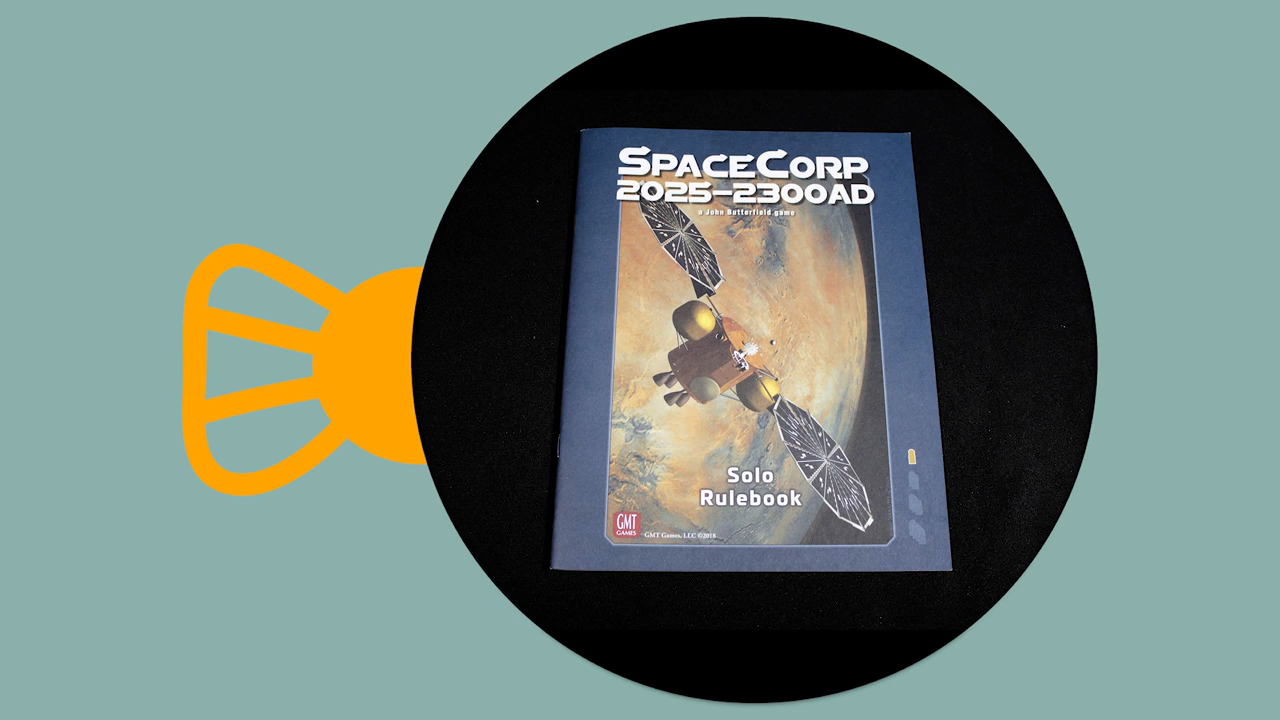 SPACECORP
2025–2300AD
a John Butterfield game
Solo
Rulebook
GMT
GAMES
GMT Games, LLC ©2018